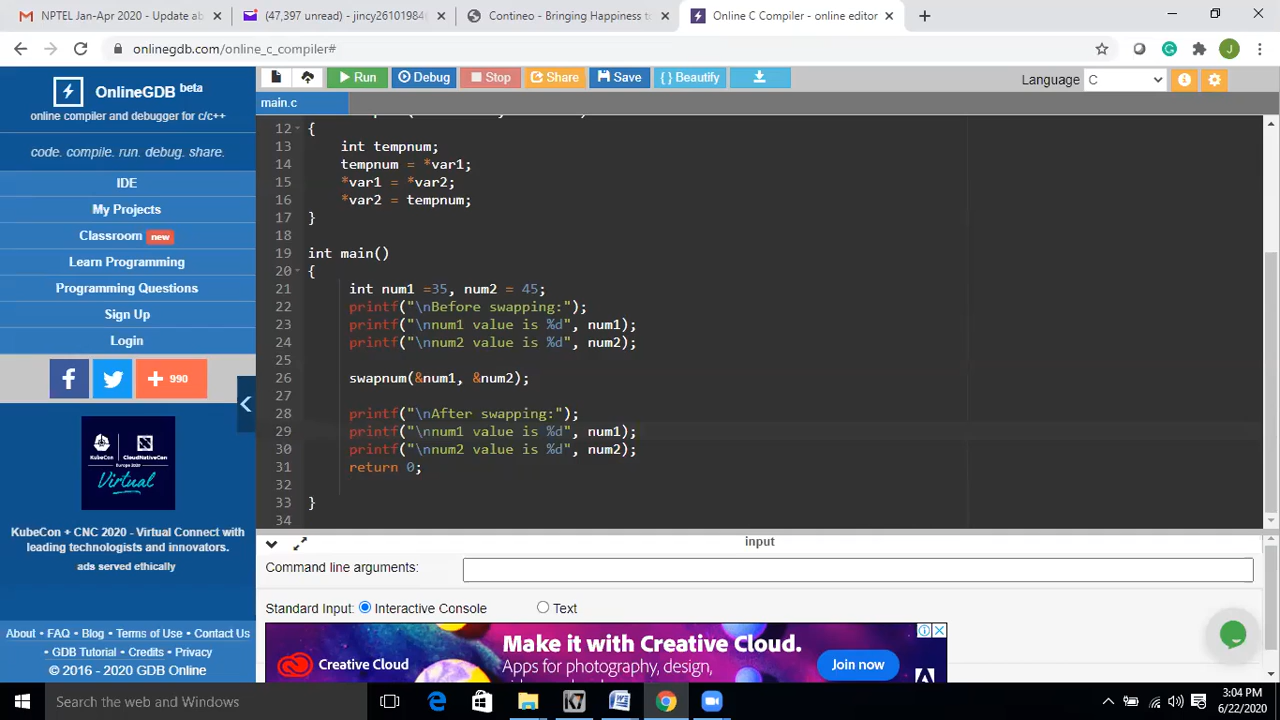 NPTEL Jan-Apr 2020 - Update ab
(47,397 unread) - jincy26101984
Contineo - Bringing Happiness to
Online C Compiler - online editor
onlinegdb.com/online_c_compiler#
J
OnlineGDB beta
online compiler and debugger for c/c++
code. compile. run. debug. share.
IDE
My Projects
Classroom new
Learn Programming
Programming Questions
Sign Up
Login
990
KubeCon
CloudNativeCon
Europe 2020
Virtual
KubeCon + CNC 2020 - Virtual Connect with
leading technologists and innovators.
ads served ethically
About • FAQ • Blog • Terms of Use • Contact Us
• GDB Tutorial • Credits • Privacy
© 2016 - 2020 GDB Online
Run Debug Stop Share Save { } Beautify
Language C
main.c
12 {
13 int tempnum;
14 tempnum = *var1;
15 *var1 = *var2;
16 *var2 = tempnum;
17 }
18
19 int main()
20 {
21 int num1 =35, num2 = 45;
22 printf("\nBefore swapping:");
23 printf("\nnum1 value is %d", num1);
24 printf("\nnum2 value is %d", num2);
25
26 swapnum(&num1, &num2);
27
28 printf("\nAfter swapping:");
29 printf("\nnum1 value is %d", num1);
30 printf("\nnum2 value is %d", num2);
31 return 0;
32
33 }
34
input
Command line arguments:
Standard Input: Interactive Console Text
Make it with Creative Cloud.
Creative Cloud
Apps for photography, design,
Join now
Type here to search
3:04 PM
6/22/2020